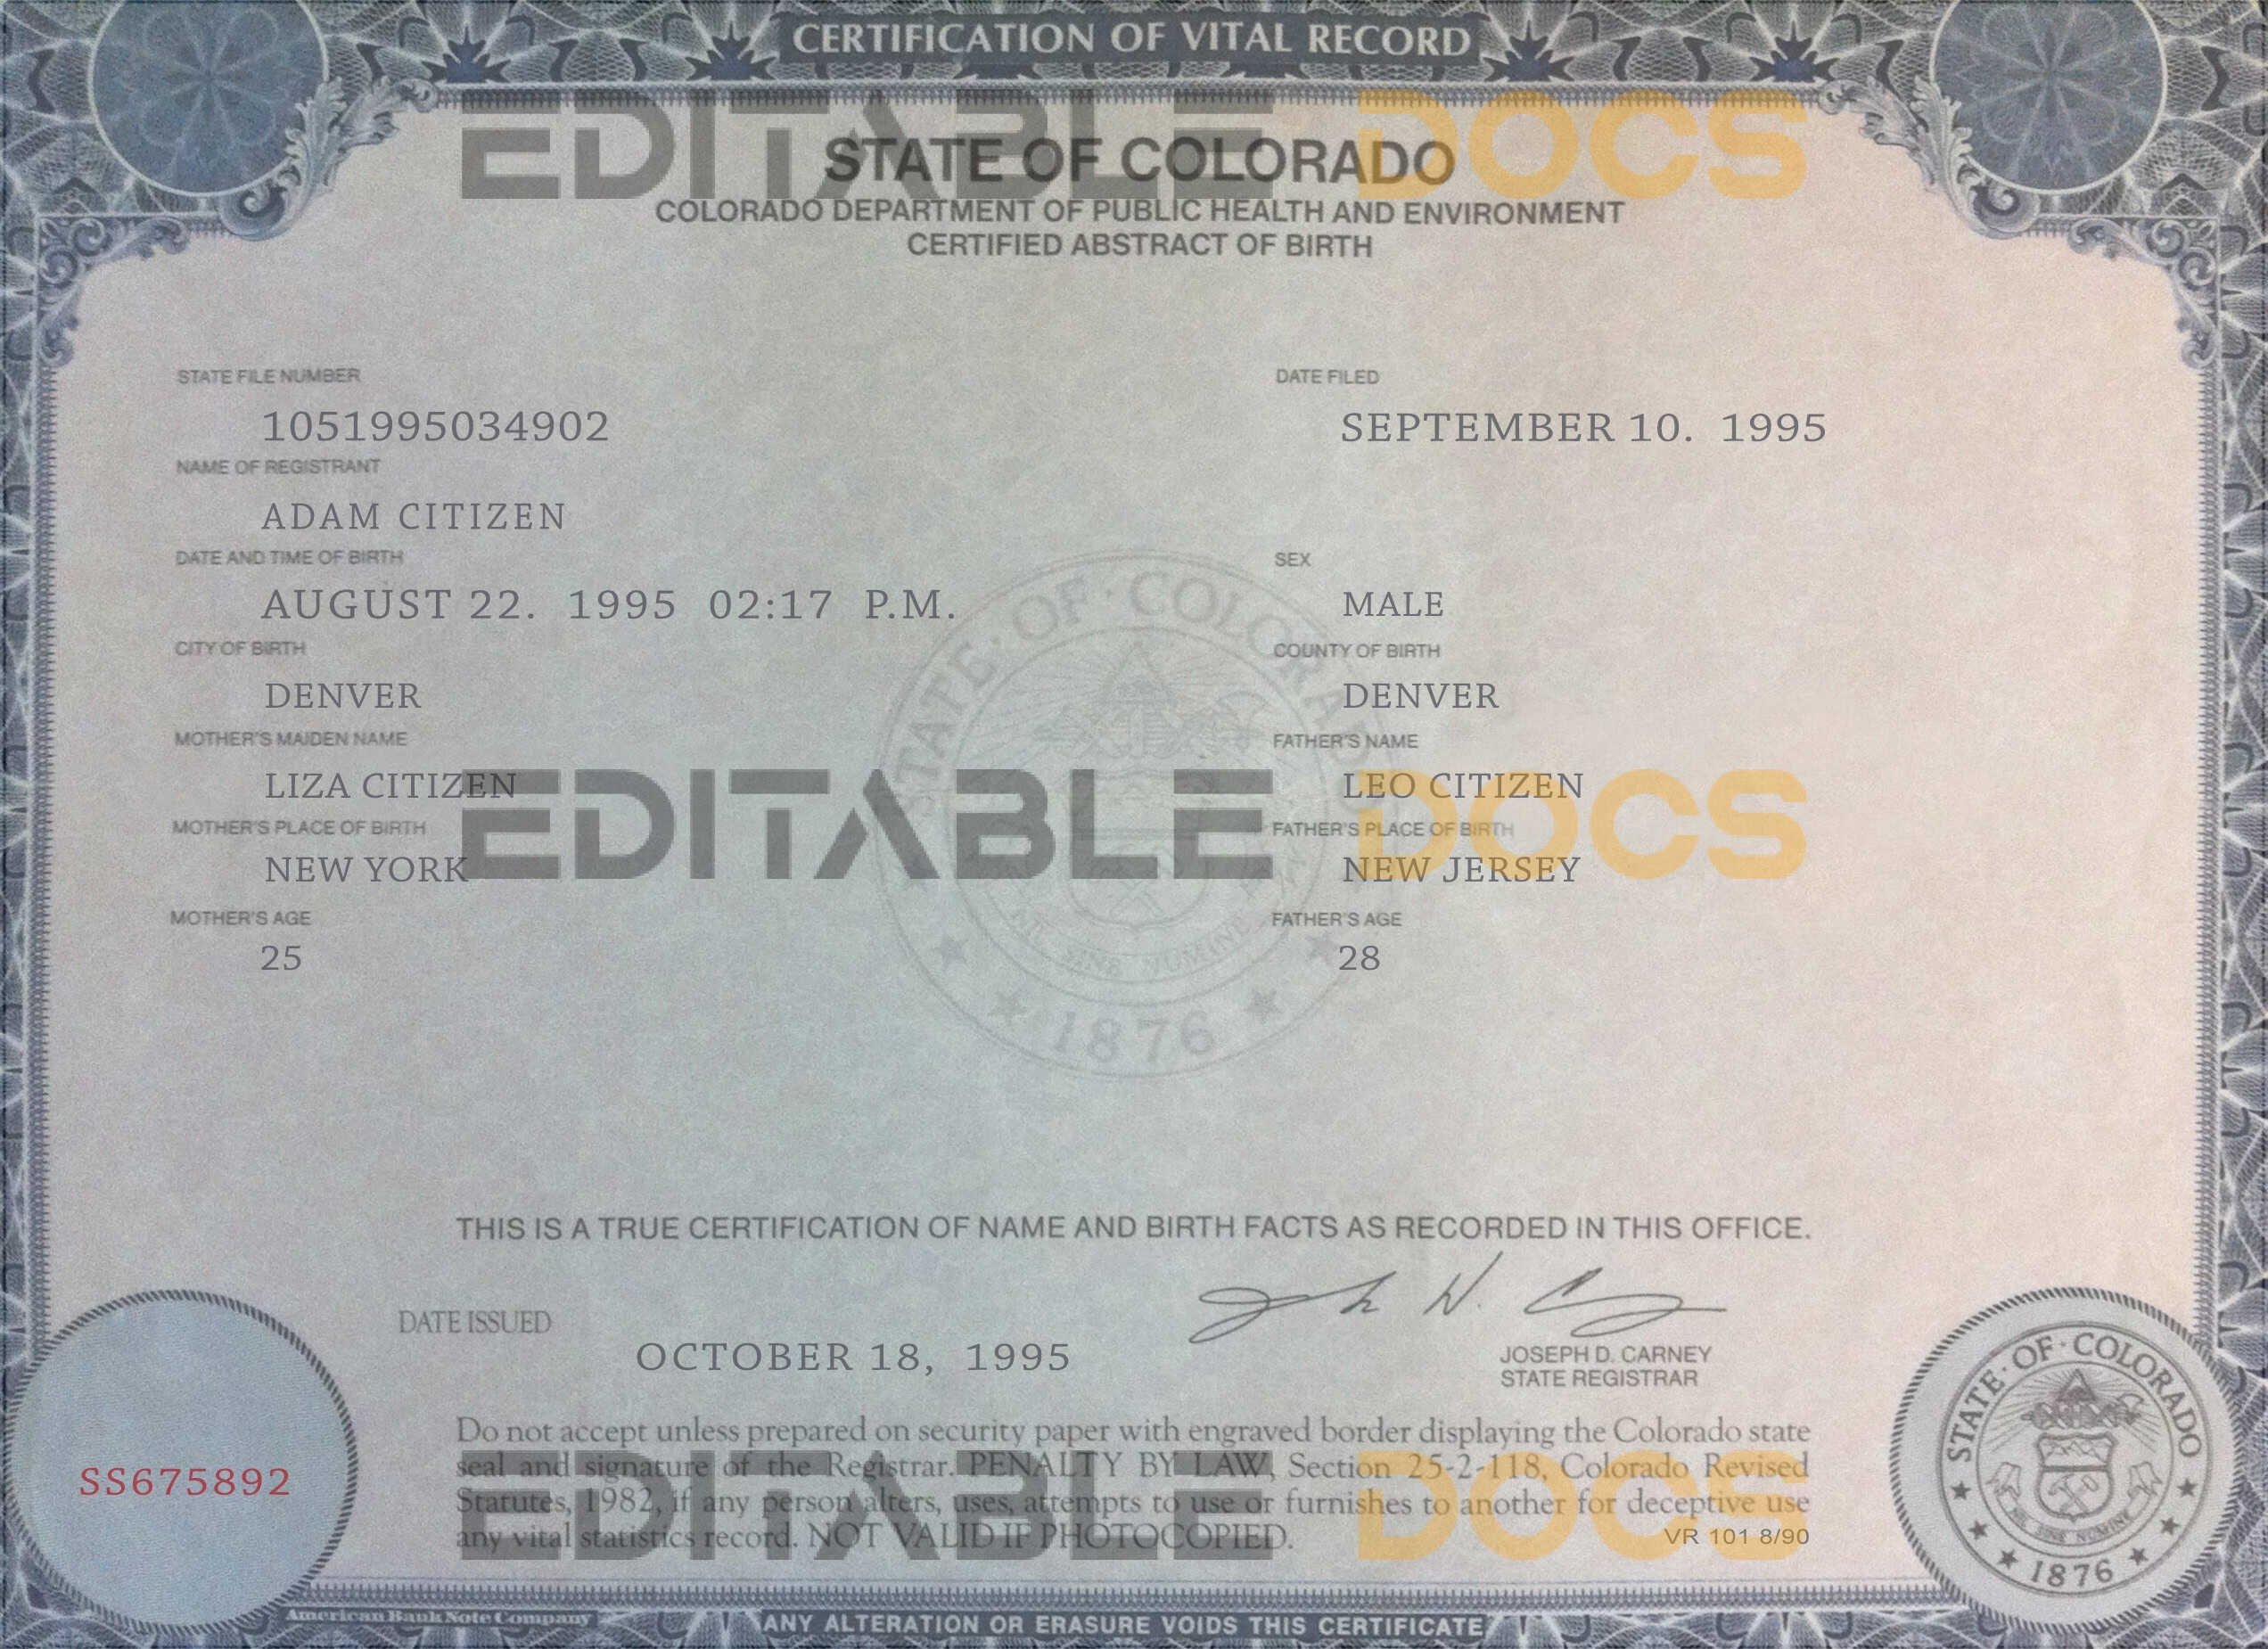 CERTIFICATION OF VITAL RECORD
EDITABLE DOCS
STATE OF COLORADO
COLORADO DEPARTMENT OF PUBLIC HEALTH AND ENVIRONMENT
CERTIFIED ABSTRACT OF BIRTH
STATE FILE NUMBER DATE FILED
1051995034902 SEPTEMBER 10. 1995
NAME OF REGISTRANT
ADAM CITIZEN
DATE AND TIME OF BIRTH SEX
AUGUST 22. 1995 02:17 P.M. MALE
CITY OF BIRTH COUNTY OF BIRTH
DENVER DENVER
MOTHER'S MAIDEN NAME FATHER'S NAME
LIZA CITIZEN LEO CITIZEN
EDITABLE DOCS
MOTHER'S PLACE OF BIRTH FATHER'S PLACE OF BIRTH
NEW YORK NEW JERSEY
MOTHER'S AGE FATHER'S AGE
25 28
STATE·OF·COLORADO
SINE NUMINE
1876
THIS IS A TRUE CERTIFICATION OF NAME AND BIRTH FACTS AS RECORDED IN THIS OFFICE.
DATE ISSUED
OCTOBER 18, 1995
JOSEPH D. CARNEY
STATE REGISTRAR
Do not accept unless prepared on security paper with engraved border displaying the Colorado state
seal and signature of the Registrar. PENALTY BY LAW, Section 25-2-118, Colorado Revised
Statutes, 1982, if any person alters, uses, attempts to use or furnishes to another for deceptive use
any vital statistics record. NOT VALID IF PHOTOCOPIED.
VR 101 8/90
EDITABLE DOCS
SS675892
STATE·OF·COLORADO
NIL SINE NUMINE
1876
American Bank Note Company
ANY ALTERATION OR ERASURE VOIDS THIS CERTIFICATE